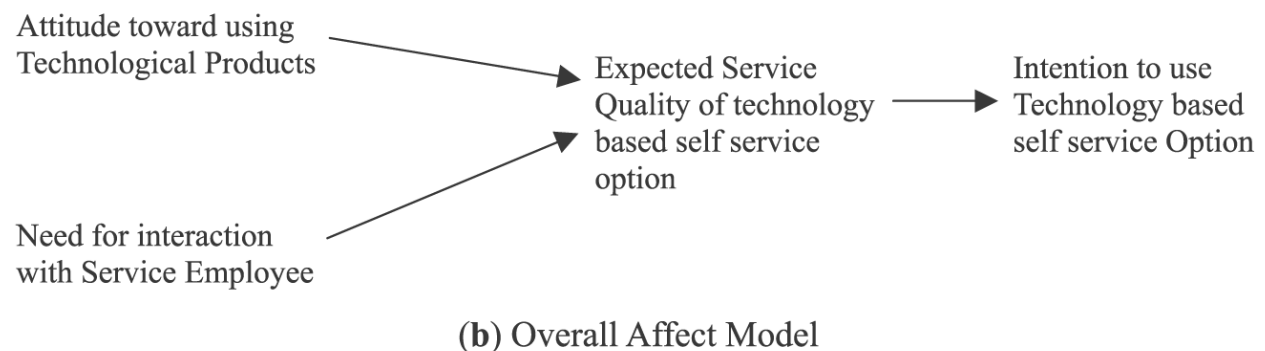 Attitude toward using
Technological Products
Expected Service
Quality of technology
based self service
option
Intention to use
Technology based
self service Option
Need for interaction
with Service Employee
(b) Overall Affect Model